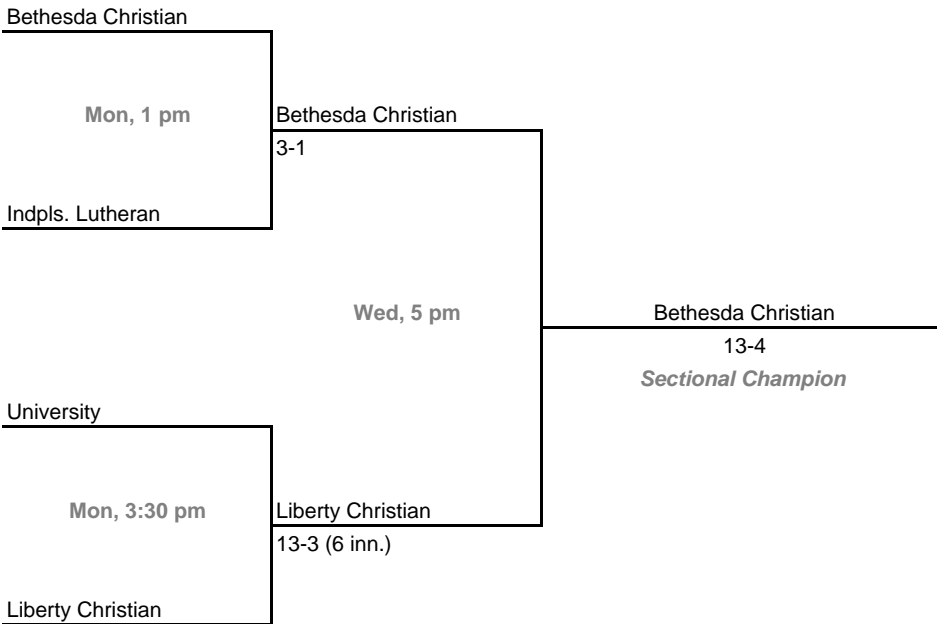 Bethesda Christian
Mon, 1 pm
Bethesda Christian
3-1
Indpls. Lutheran
Wed, 5 pm
Bethesda Christian
13-4
Sectional Champion
University
Mon, 3:30 pm
Liberty Christian
13-3 (6 inn.)
Liberty Christian